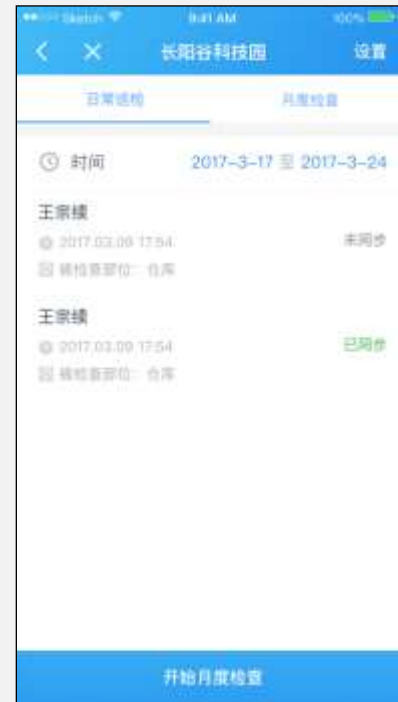 Sketch 9:41 AM 100%
长阳谷科技园 设置
日常巡检 月度检查
时间 2017-3-17 至 2017-3-24
王宗续
2017.03.09 17:54 未同步
被检查部位: 仓库
王宗续
2017.03.09 17:54 已同步
被检查部位: 仓库
开始月度检查